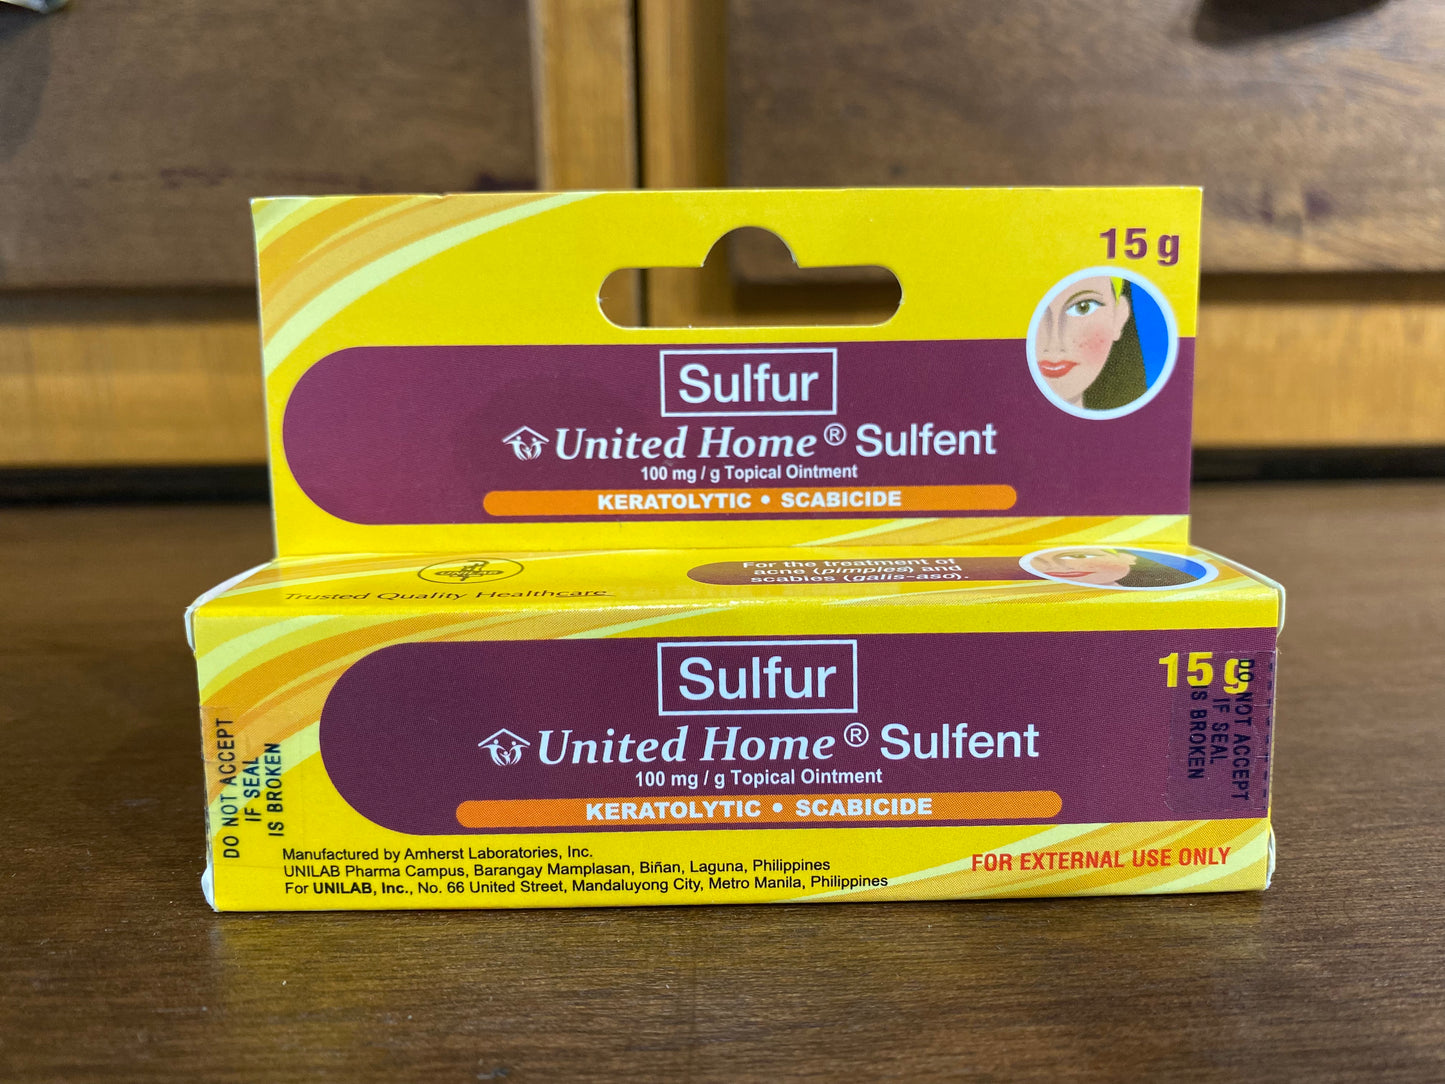 15 g
Sulfur
United Home® Sulfent
100 mg / g Topical Ointment
KERATOLYTIC • SCABICIDE
UNILAB
Trusted Quality Healthcare
For the treatment of
acne (pimples) and
scabies (galis-aso).
Sulfur
15 g
United Home® Sulfent
100 mg / g Topical Ointment
KERATOLYTIC • SCABICIDE
DO NOT ACCEPT
IF SEAL
IS BROKEN
DO NOT ACCEPT
IF SEAL
IS BROKEN
Manufactured by Amherst Laboratories, Inc.
UNILAB Pharma Campus, Barangay Mamplasan, Biñan, Laguna, Philippines
For UNILAB, Inc., No. 66 United Street, Mandaluyong City, Metro Manila, Philippines
FOR EXTERNAL USE ONLY